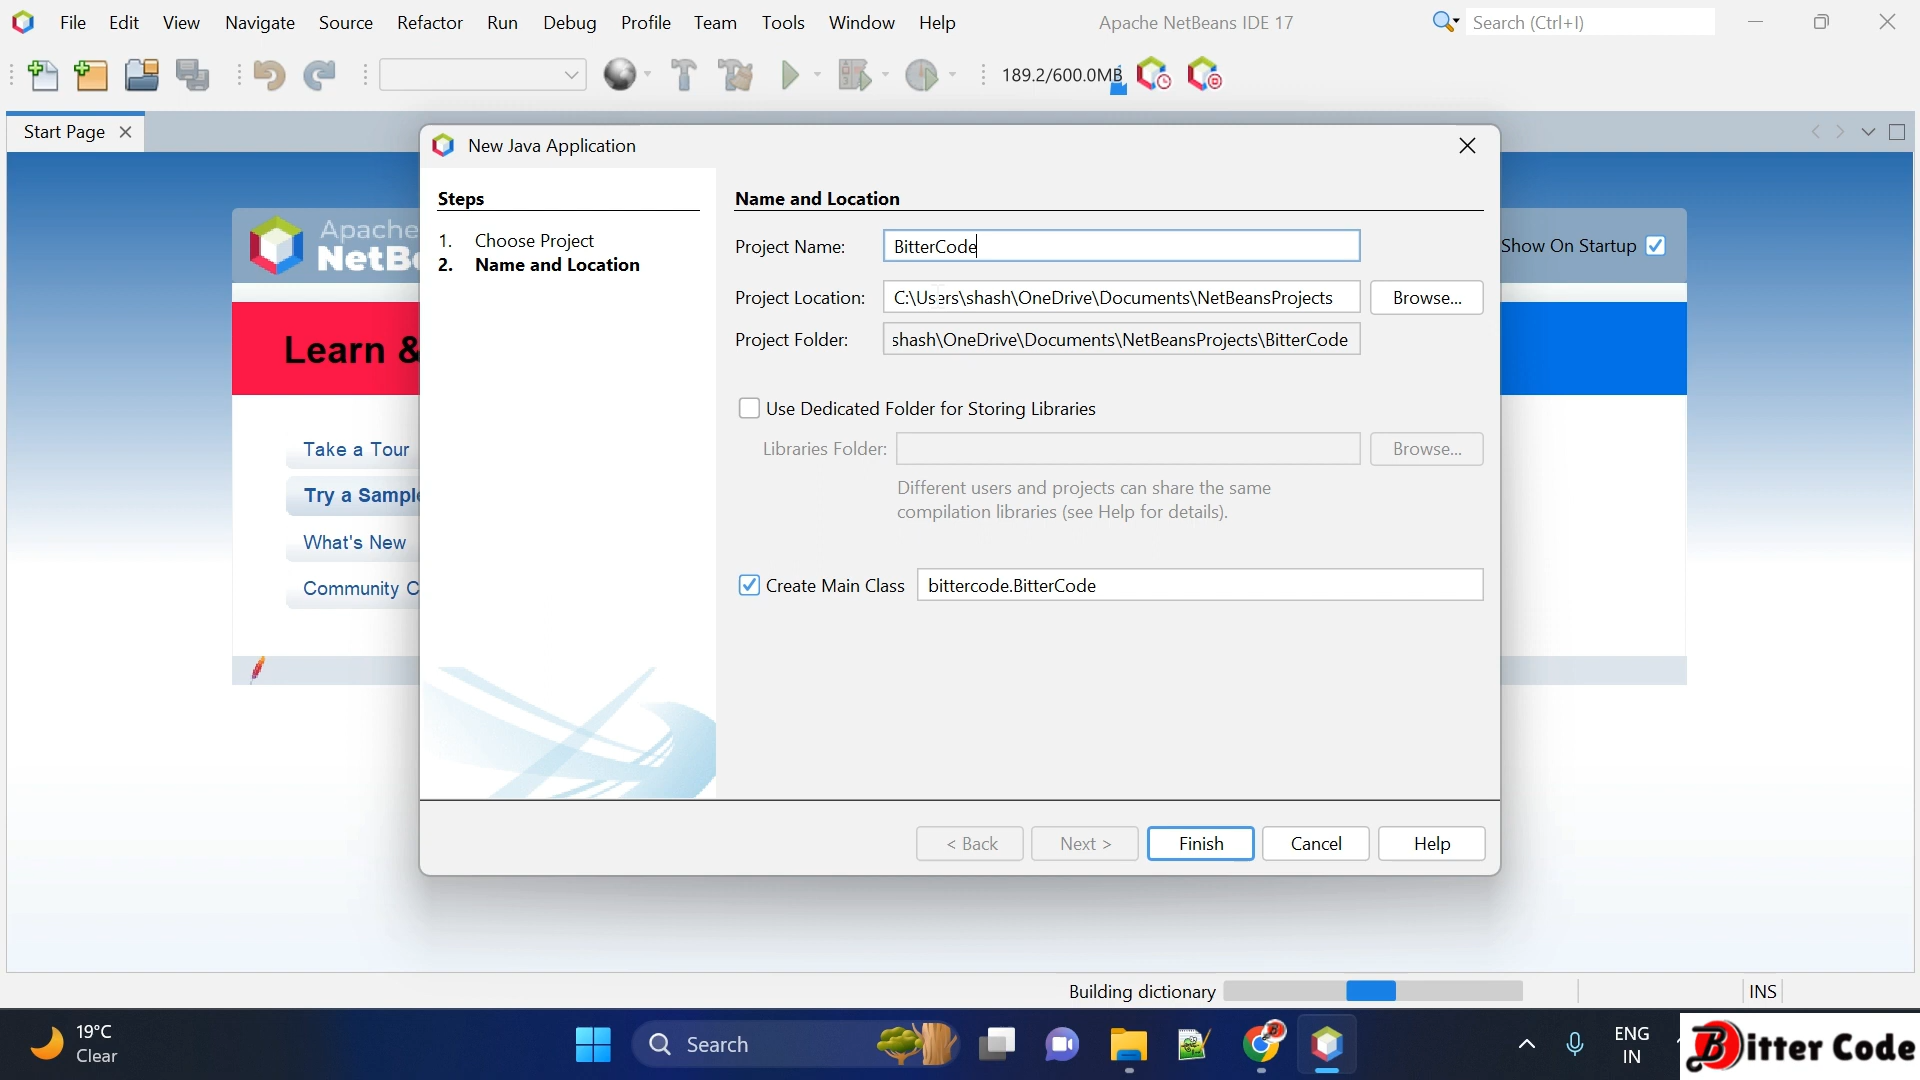 File Edit View Navigate Source Refactor Run Debug Profile Team Tools Window Help Apache NetBeans IDE 17 Search (Ctrl+I)
189.2/600.0MB
Start Page
New Java Application
Steps
1. Choose Project
2. Name and Location
Name and Location
Project Name: BitterCode
Project Location: C:\Users\shash\OneDrive\Documents\NetBeansProjects Browse...
Project Folder: shash\OneDrive\Documents\NetBeansProjects\BitterCode
Use Dedicated Folder for Storing Libraries
Libraries Folder: Browse...
Different users and projects can share the same
compilation libraries (see Help for details).
Create Main Class bittercode.BitterCode
< Back Next > Finish Cancel Help
Apache
NetBe
Show On Startup
Learn &
Take a Tour
Try a Sample
What's New
Community C
Building dictionary INS
19°C
Clear
Search
ENG
IN
Bitter Code